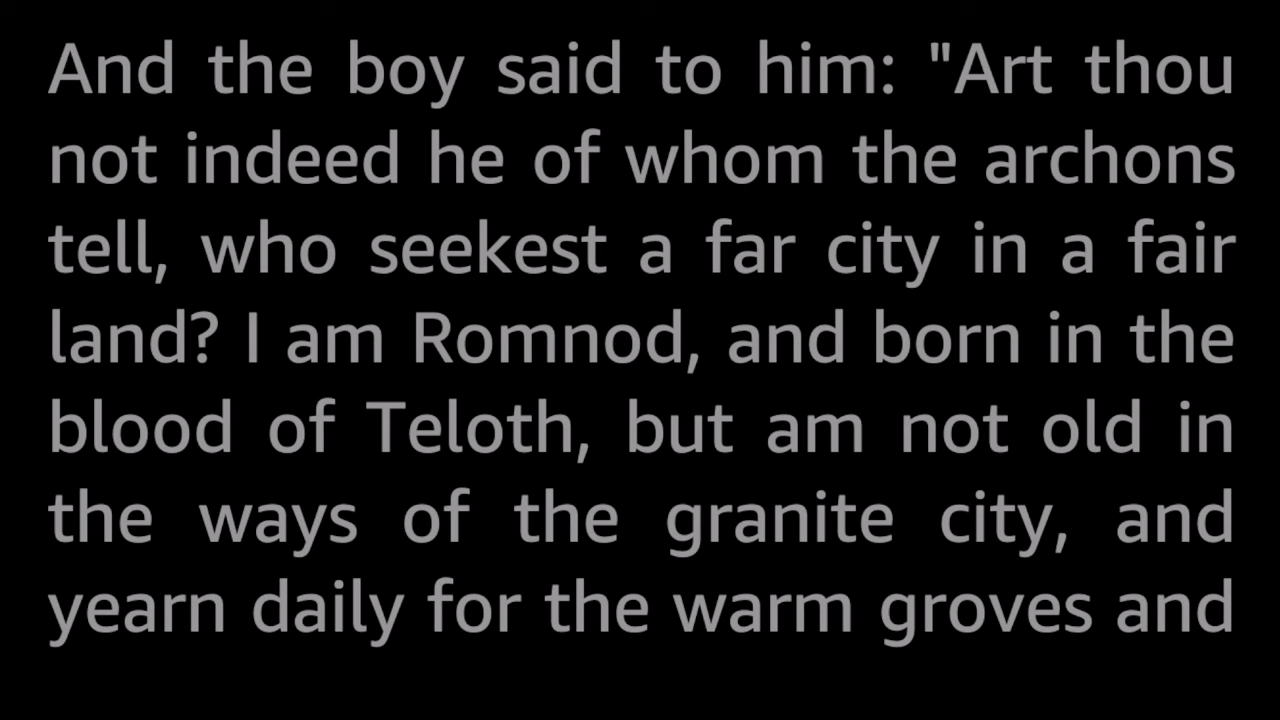 And the boy said to him: "Art thou
not indeed he of whom the archons
tell, who seekest a far city in a fair
land? I am Romnod, and born in the
blood of Teloth, but am not old in
the ways of the granite city, and
yearn daily for the warm groves and